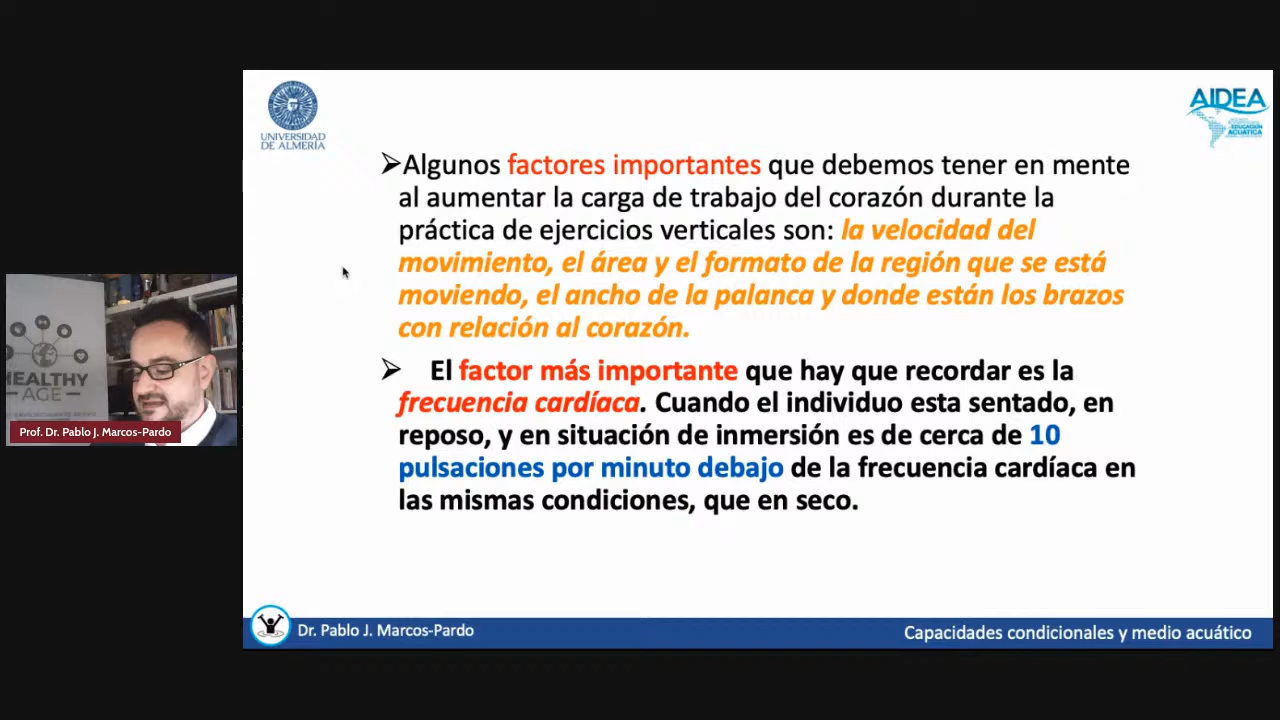 UNIVERSIDAD
DE ALMERÍA
AIDEA
EDUCACIÓN
ACUÁTICA
➢Algunos factores importantes que debemos tener en mente
al aumentar la carga de trabajo del corazón durante la
práctica de ejercicios verticales son: la velocidad del
movimiento, el área y el formato de la región que se está
moviendo, el ancho de la palanca y donde están los brazos
con relación al corazón.
➢ El factor más importante que hay que recordar es la
frecuencia cardíaca. Cuando el individuo esta sentado, en
reposo, y en situación de inmersión es de cerca de 10
pulsaciones por minuto debajo de la frecuencia cardíaca en
las mismas condiciones, que en seco.
HEALTHY
AGE
Prof. Dr. Pablo J. Marcos-Pardo
Dr. Pablo J. Marcos-Pardo
Capacidades condicionales y medio acuático